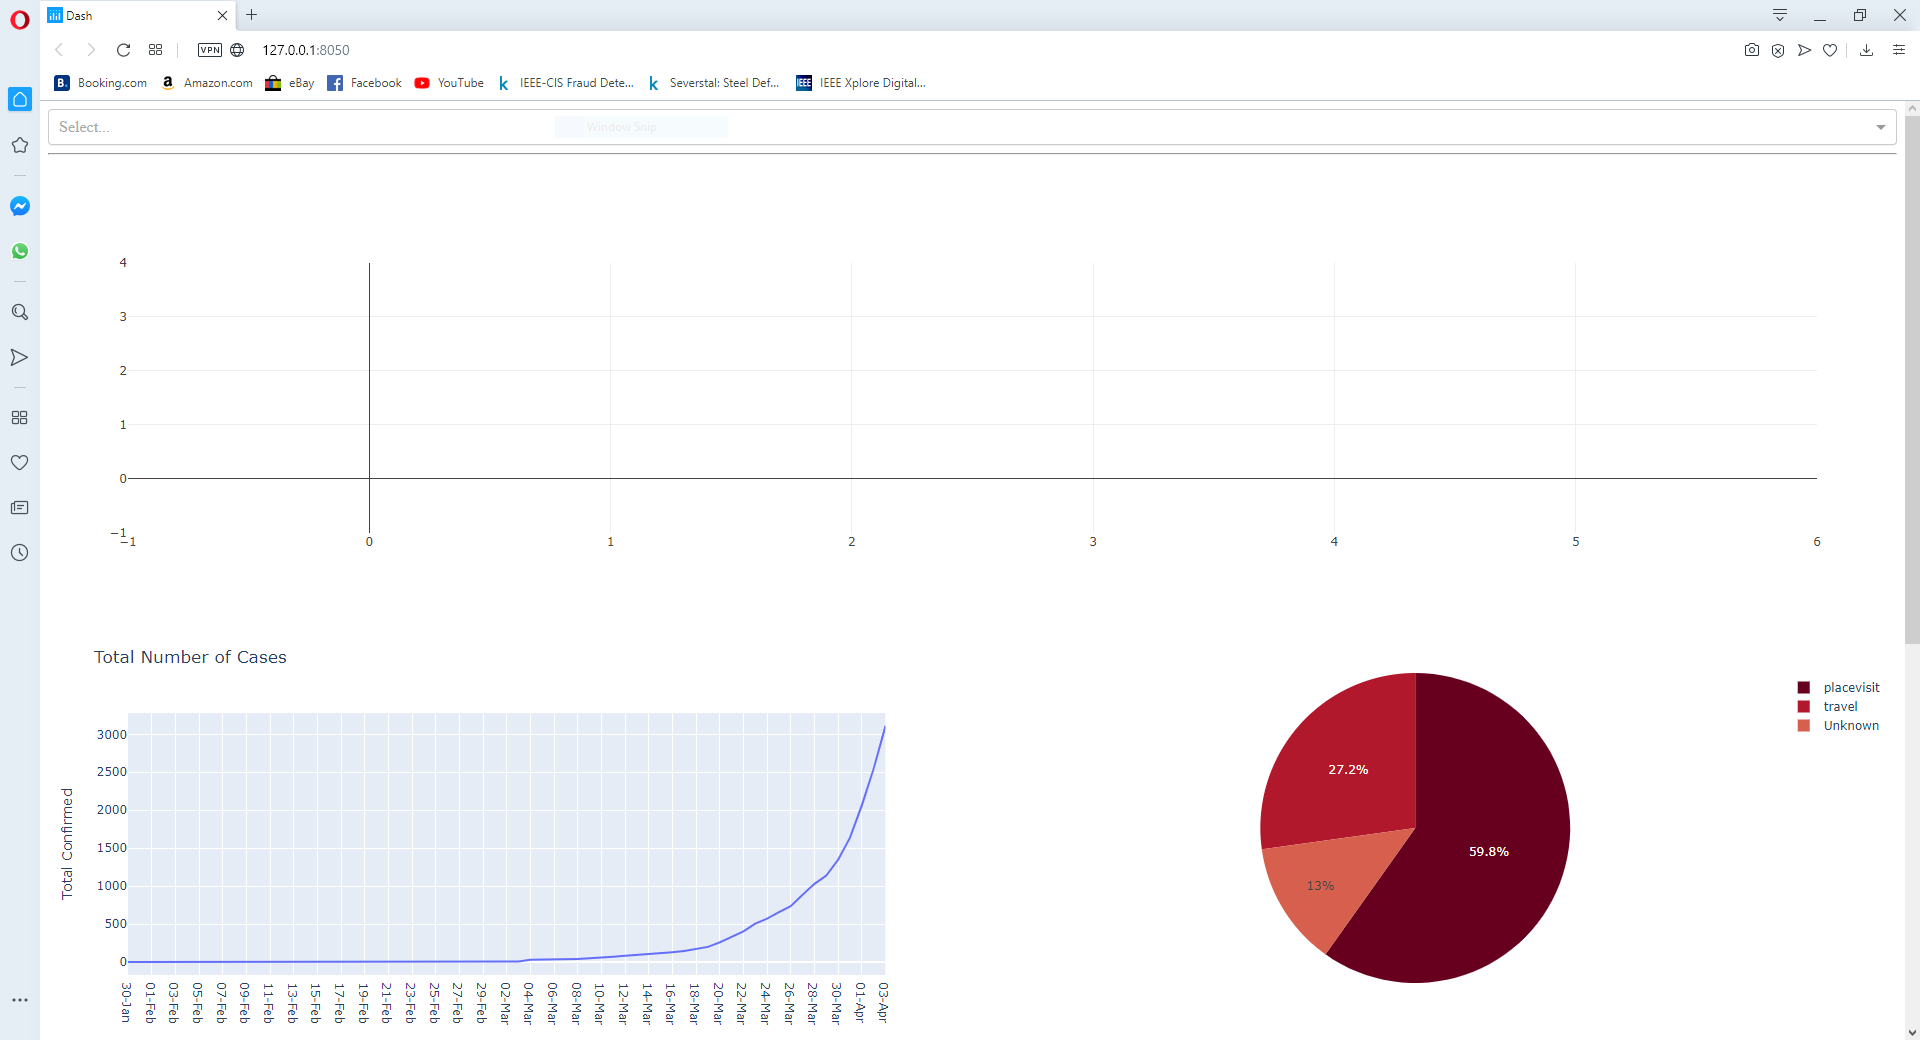 Dash
VPN
127.0.0.1:8050
B. Booking.com
a Amazon.com
eBay
Facebook
YouTube
k IEEE-CIS Fraud Dete...
k Severstal: Steel Def...
IEEE IEEE Xplore Digital...
Select...
Window Snip
4
3
2
1
0
−1
−1 0 1 2 3 4 5 6
Total Number of Cases
Total Confirmed
3000
2500
2000
1500
1000
500
0
30-Jan
01-Feb
03-Feb
05-Feb
07-Feb
09-Feb
11-Feb
13-Feb
15-Feb
17-Feb
19-Feb
21-Feb
23-Feb
25-Feb
27-Feb
29-Feb
02-Mar
04-Mar
06-Mar
08-Mar
10-Mar
12-Mar
14-Mar
16-Mar
18-Mar
20-Mar
22-Mar
24-Mar
26-Mar
28-Mar
30-Mar
01-Apr
03-Apr
27.2%
59.8%
13%
placevisit
travel
Unknown